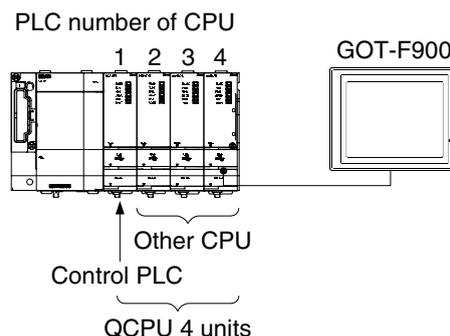 PLC number of CPU
1 2 3 4
GOT-F900
Other CPU
Control PLC
QCPU 4 units